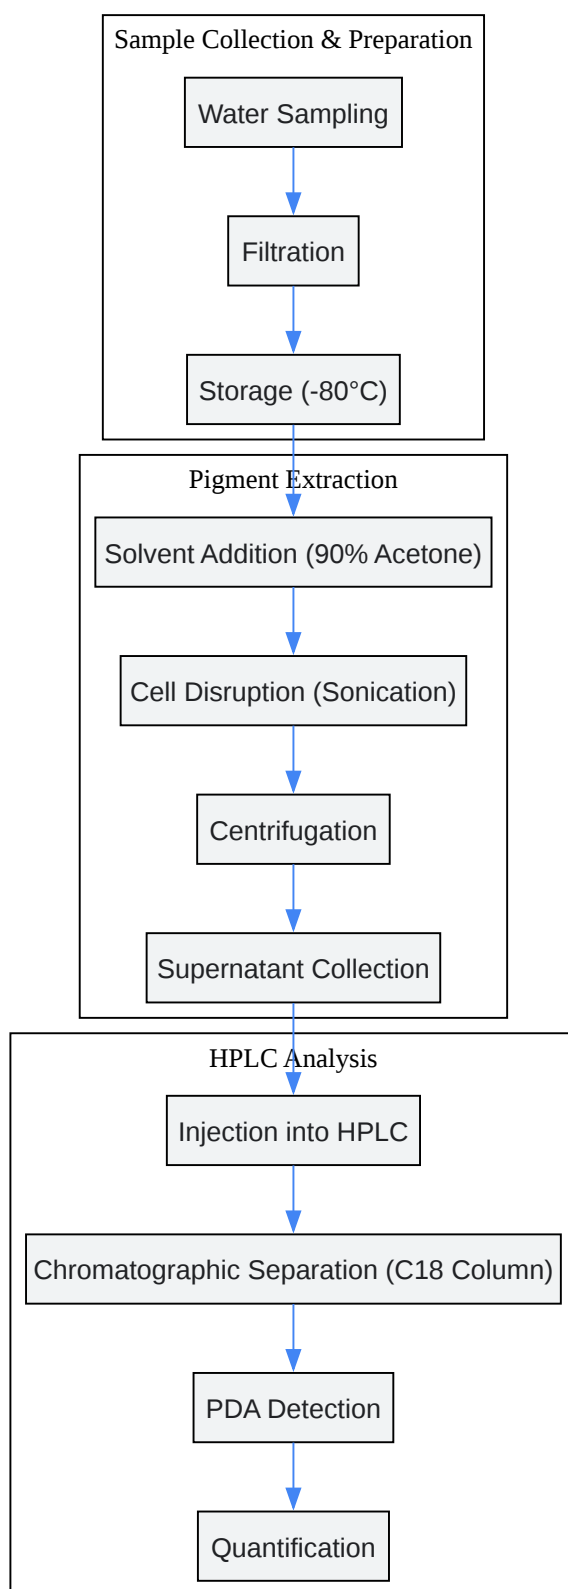 Sample Collection & Preparation
Water Sampling
Filtration
Storage (-80°C)
Pigment Extraction
Solvent Addition (90% Acetone)
Cell Disruption (Sonication)
Centrifugation
Supernatant Collection
HPLC Analysis
Injection into HPLC
Chromatographic Separation (C18 Column)
PDA Detection
Quantification